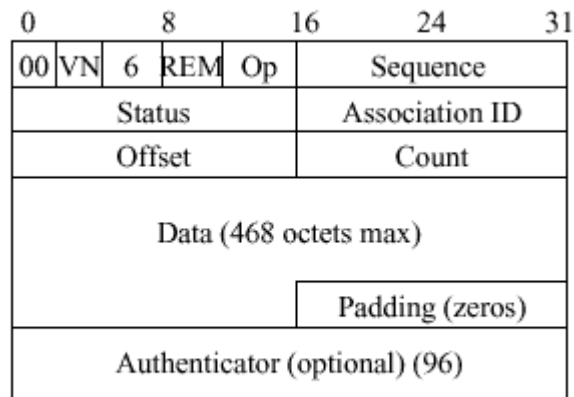 0 8 16 24 31
00 VN 6 REM Op Sequence
Status Association ID
Offset Count
Data (468 octets max)
Padding (zeros)
Authenticator (optional) (96)